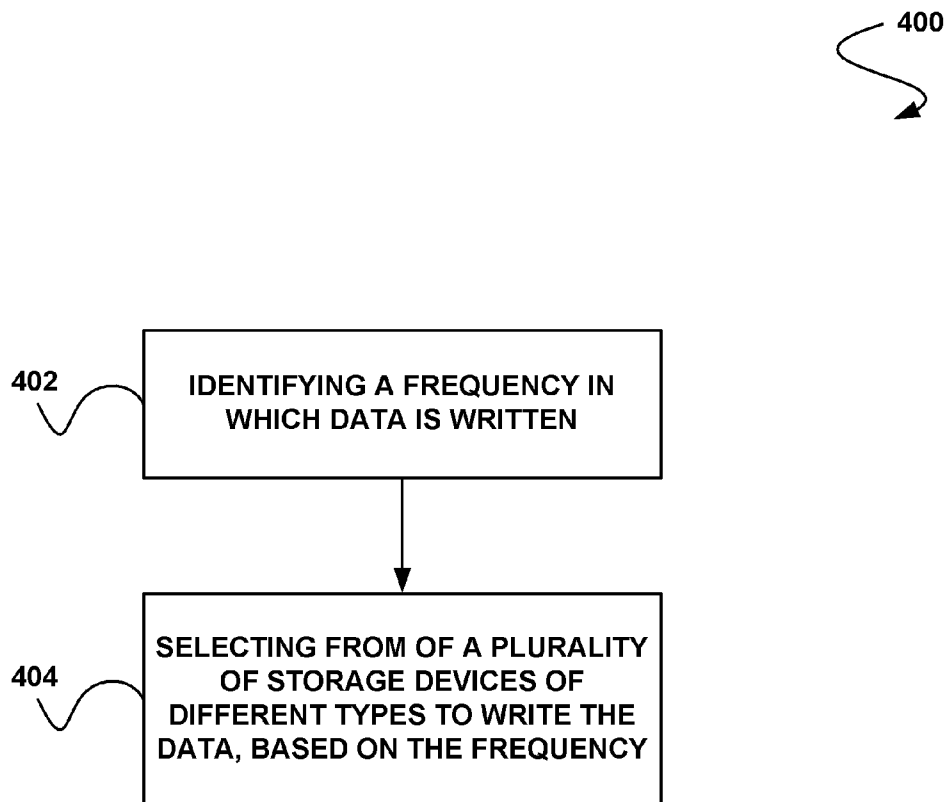 400
402
IDENTIFYING A FREQUENCY IN
WHICH DATA IS WRITTEN
404
SELECTING FROM OF A PLURALITY
OF STORAGE DEVICES OF
DIFFERENT TYPES TO WRITE THE
DATA, BASED ON THE FREQUENCY